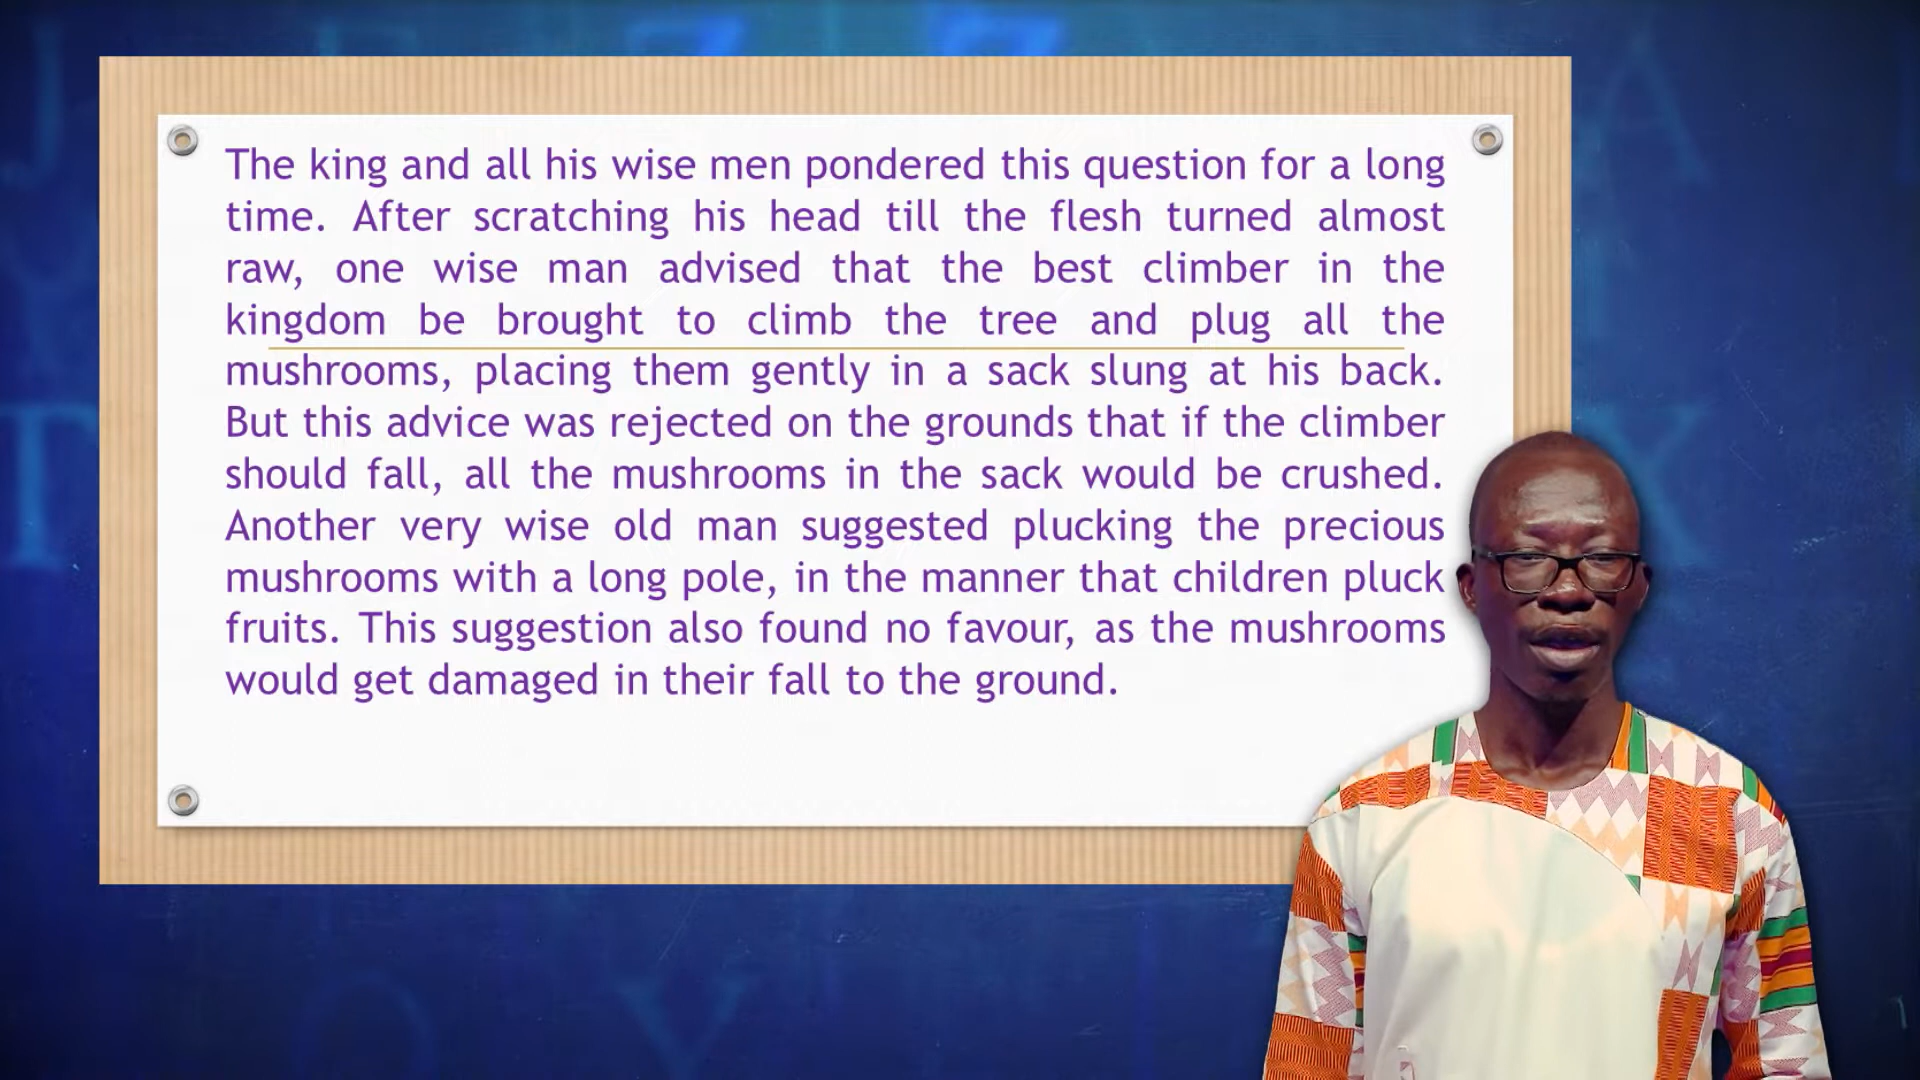 The king and all his wise men pondered this question for a long
time. After scratching his head till the flesh turned almost
raw, one wise man advised that the best climber in the
kingdom be brought to climb the tree and plug all the
mushrooms, placing them gently in a sack slung at his back.
But this advice was rejected on the grounds that if the climber
should fall, all the mushrooms in the sack would be crushed.
Another very wise old man suggested plucking the precious
mushrooms with a long pole, in the manner that children pluck
fruits. This suggestion also found no favour, as the mushrooms
would get damaged in their fall to the ground.